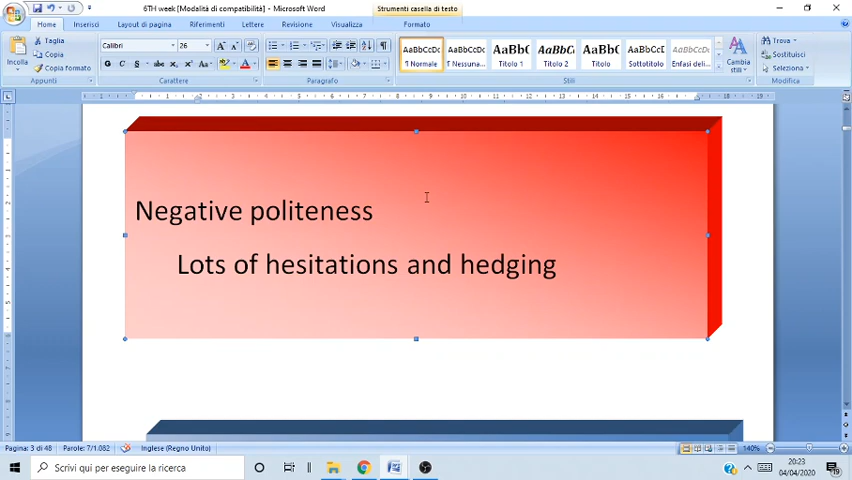 6TH week [Modalità di compatibilità] - Microsoft Word
Strumenti casella di testo
Home Inserisci Layout di pagina Riferimenti Lettere Revisione Visualizza Formato
Taglia
Copia
Copia formato
Incolla
Calibri 26
AaBbCcDc AaBbCcDc AaBbC AaBbCc AaBb( AaBbCcD AaBbCcDc
¶ Normale ¶ Nessuna... Titolo 1 Titolo 2 Titolo Sottotitolo Enfasi deli...
Cambia stili
Trova
Sostituisci
Seleziona
Appunti Carattere Paragrafo Stili Modifica
Negative politeness
Lots of hesitations and hedging
Pagina: 3 di 48 Parole: 7/1.082 Inglese (Regno Unito) 140%
Scrivi qui per eseguire la ricerca
20:23
04/04/2020